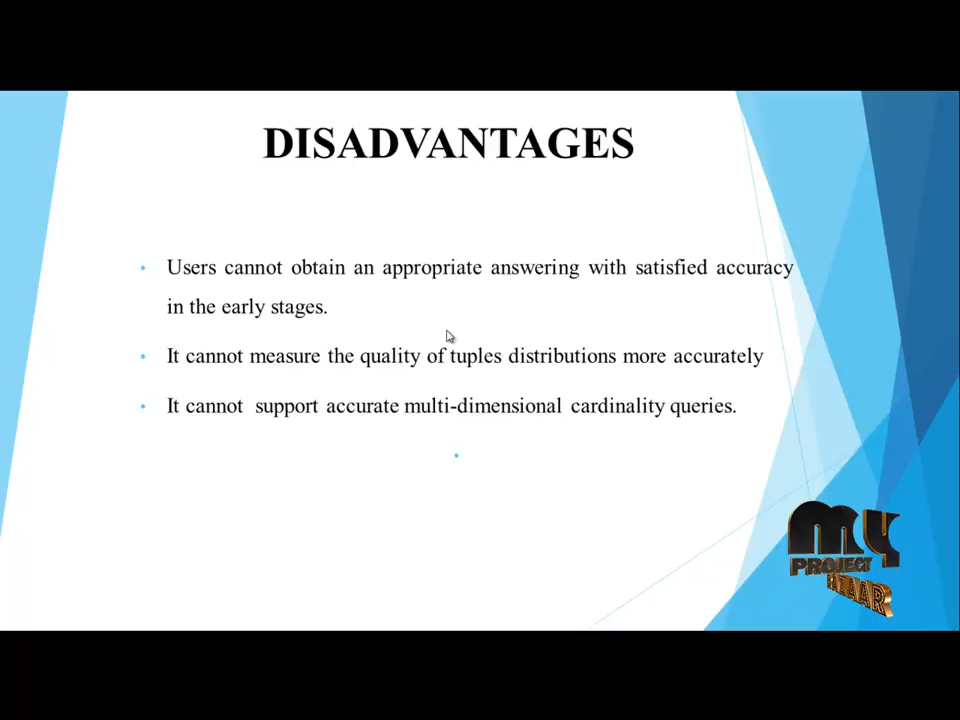 DISADVANTAGES
• Users cannot obtain an appropriate answering with satisfied accuracy
in the early stages.
• It cannot measure the quality of tuples distributions more accurately
• It cannot support accurate multi-dimensional cardinality queries.
•
MY
PROJECT
BAZAAR